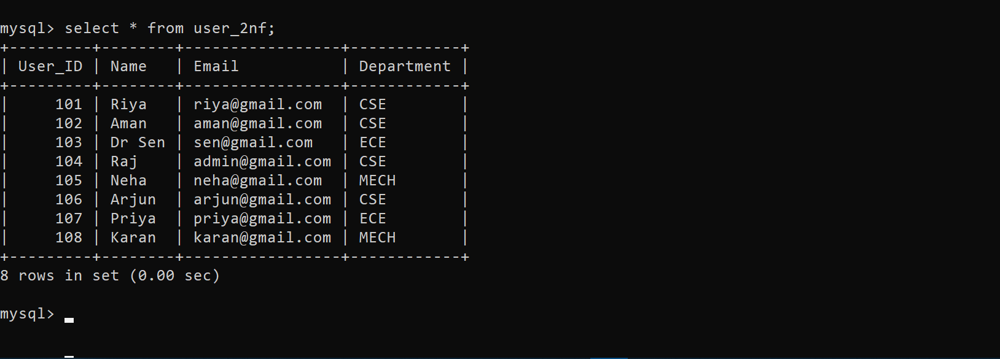 mysql> select * from user_2nf;
+---------+--------+-----------------+------------+
| User_ID | Name   | Email           | Department |
+---------+--------+-----------------+------------+
|     101 | Riya   | riya@gmail.com  | CSE        |
|     102 | Aman   | aman@gmail.com  | CSE        |
|     103 | Dr Sen | sen@gmail.com   | ECE        |
|     104 | Raj    | admin@gmail.com | CSE        |
|     105 | Neha   | neha@gmail.com  | MECH       |
|     106 | Arjun  | arjun@gmail.com | CSE        |
|     107 | Priya  | priya@gmail.com | ECE        |
|     108 | Karan  | karan@gmail.com | MECH       |
+---------+--------+-----------------+------------+
8 rows in set (0.00 sec)
mysql>